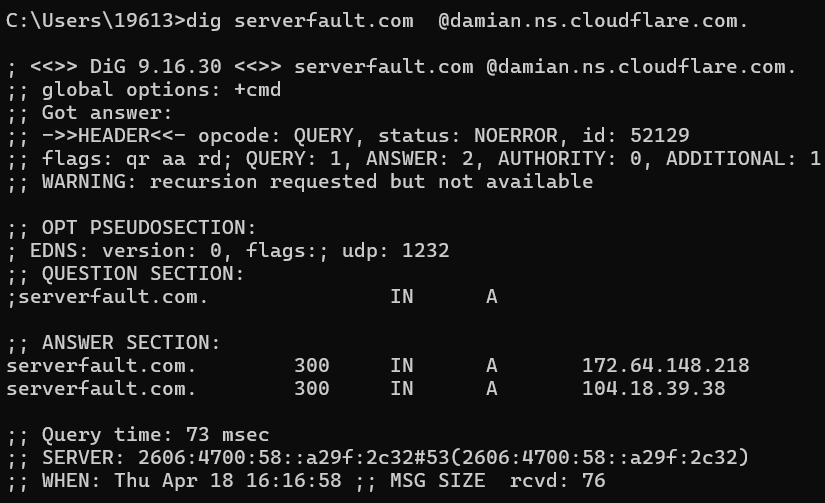 C:\Users\19613>dig serverfault.com  @damian.ns.cloudflare.com.
; <<>> DiG 9.16.30 <<>> serverfault.com @damian.ns.cloudflare.com.
;; global options: +cmd
;; Got answer:
;; ->>HEADER<<- opcode: QUERY, status: NOERROR, id: 52129
;; flags: qr aa rd; QUERY: 1, ANSWER: 2, AUTHORITY: 0, ADDITIONAL: 1
;; WARNING: recursion requested but not available
;; OPT PSEUDOSECTION:
; EDNS: version: 0, flags:; udp: 1232
;; QUESTION SECTION:
;serverfault.com.               IN      A
;; ANSWER SECTION:
serverfault.com.        300     IN      A       172.64.148.218
serverfault.com.        300     IN      A       104.18.39.38
;; Query time: 73 msec
;; SERVER: 2606:4700:58::a29f:2c32#53(2606:4700:58::a29f:2c32)
;; WHEN: Thu Apr 18 16:16:58 ;; MSG SIZE  rcvd: 76